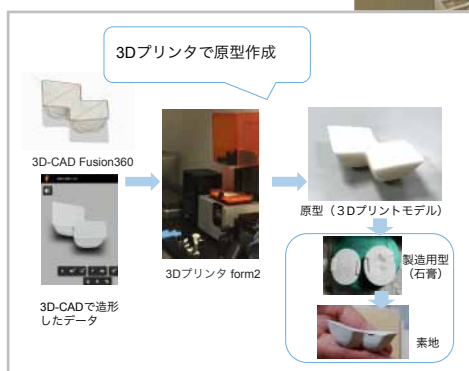 3Dプリンタで原型作成
3D-CAD Fusion360
3D-CADで造形
したデータ
3Dプリンタ form2
原型（３Dプリントモデル）
製造用型
（石膏）
素地